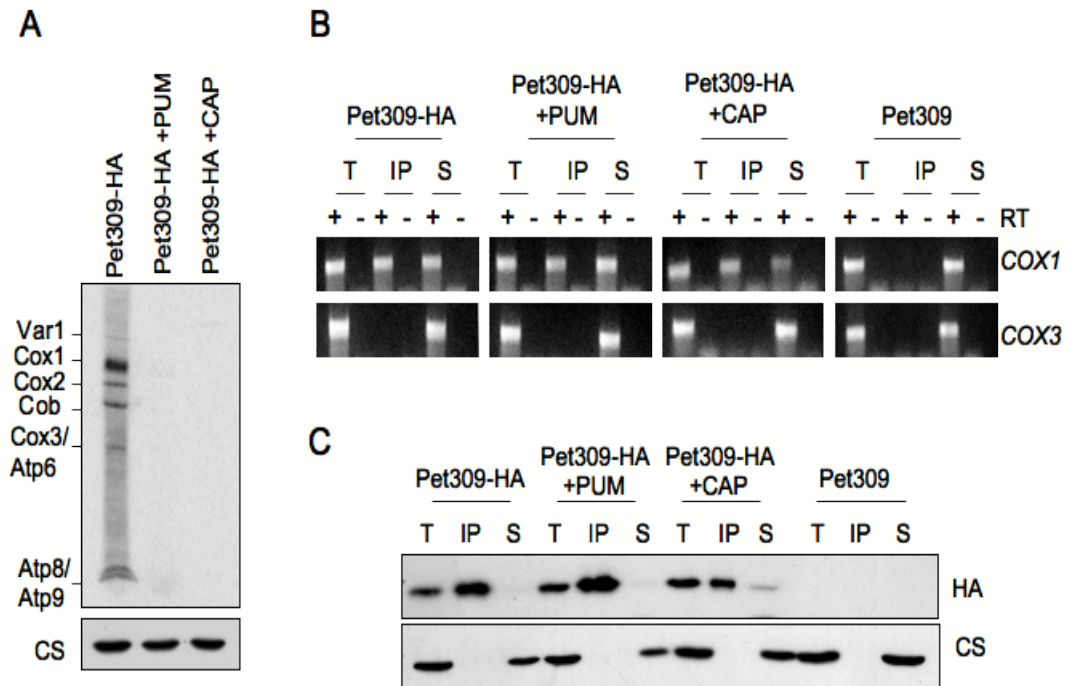 A
Pet309-HA
Pet309-HA +PUM
Pet309-HA +CAP
Var1
Cox1
Cox2
Cob
Cox3/
Atp6
Atp8/
Atp9
CS
B
Pet309-HA
Pet309-HA
+PUM
Pet309-HA
+CAP
Pet309
T IP S T IP S T IP S T IP S
+ - + - + - + - + - + - + - + - + - + - + - + - RT
COX1
COX3
C
Pet309-HA
Pet309-HA
+PUM
Pet309-HA
+CAP
Pet309
T IP S T IP S T IP S T IP S
HA
CS